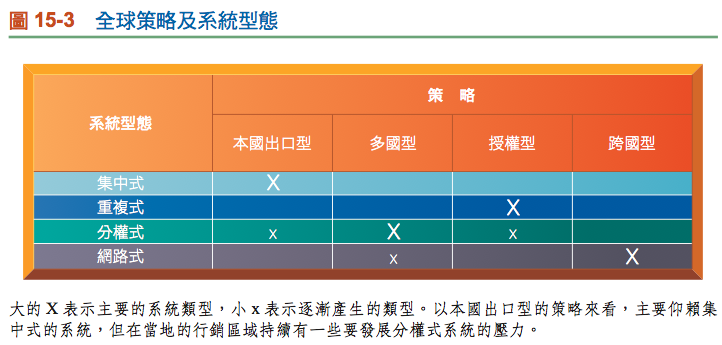 圖 15-3 全球策略及系統型態
系統型態 策略
本國出口型 多國型 授權型 跨國型
集中式 X
重複式 X
分權式 x X x
網路式 x X
大的 X 表示主要的系統類型，小 x 表示逐漸產生的類型。以本國出口型的策略來看，主要仰賴集
中式的系統，但在當地的行銷區域持續有一些要發展分權式系統的壓力。